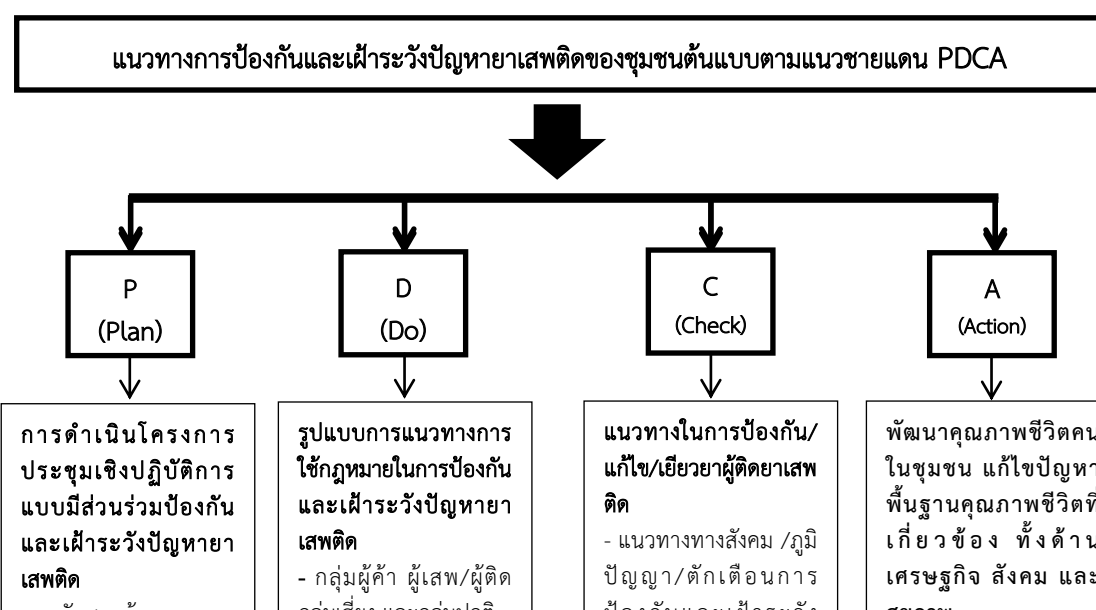 แนวทางการป้องกันและเฝ้าระวังปัญหายาเสพติดของชุมชนต้นแบบตามแนวชายแดน PDCA
P
(Plan)
D
(Do)
C
(Check)
A
(Action)
การดำเนินโครงการ
ประชุมเชิงปฏิบัติการ
แบบมีส่วนร่วมป้องกัน
และเฝ้าระวังปัญหายา
เสพติด
รูปแบบการแนวทางการ
ใช้กฎหมายในการป้องกัน
และเฝ้าระวังปัญหายา
เสพติด
- กลุ่มผู้ค้า ผู้เสพ/ผู้ติด
แนวทางในการป้องกัน/
แก้ไข/เยียวยาผู้ติดยาเสพ
ติด
- แนวทางทางสังคม /ภูมิ
ปัญญา/ตักเตือนการ
พัฒนาคุณภาพชีวิตคน
ในชุมชน แก้ไขปัญหา
พื้นฐานคุณภาพชีวิตที่
เกี่ยวข้อง ทั้งด้าน
เศรษฐกิจ สังคม และ